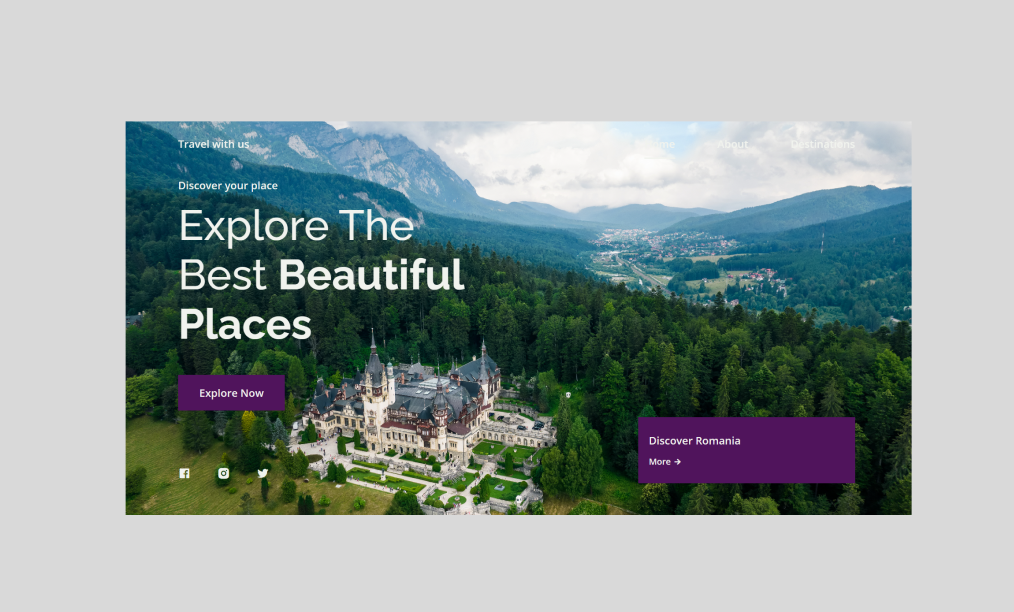 Travel with us
Home About Destinations
Discover your place
Explore The
Best Beautiful
Places
Explore Now
Discover Romania
More →